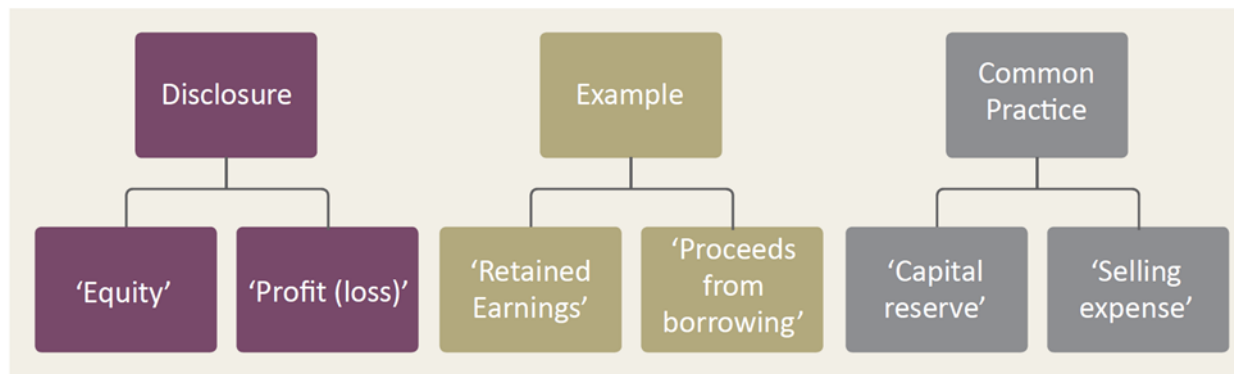 Disclosure
Example
Common
Practice
‘Equity’
‘Profit (loss)’
‘Retained
Earnings’
‘Proceeds
from
borrowing’
‘Capital
reserve’
‘Selling
expense’